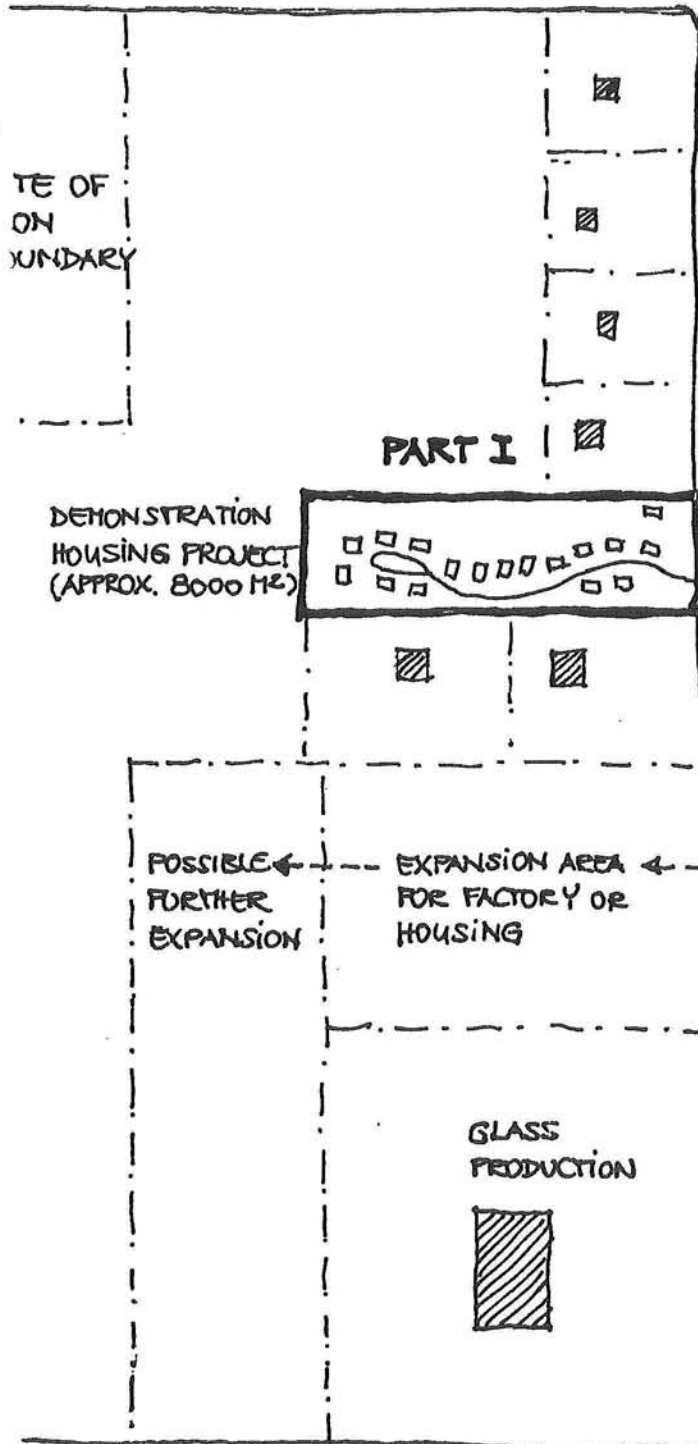 TE OF
ON
UNDARY
PART I
DEMONSTRATION
HOUSING PROJECT
(APPROX. 8000 M²)
POSSIBLE
FURTHER
EXPANSION
EXPANSION AREA
FOR FACTORY OR
HOUSING
GLASS
PRODUCTION